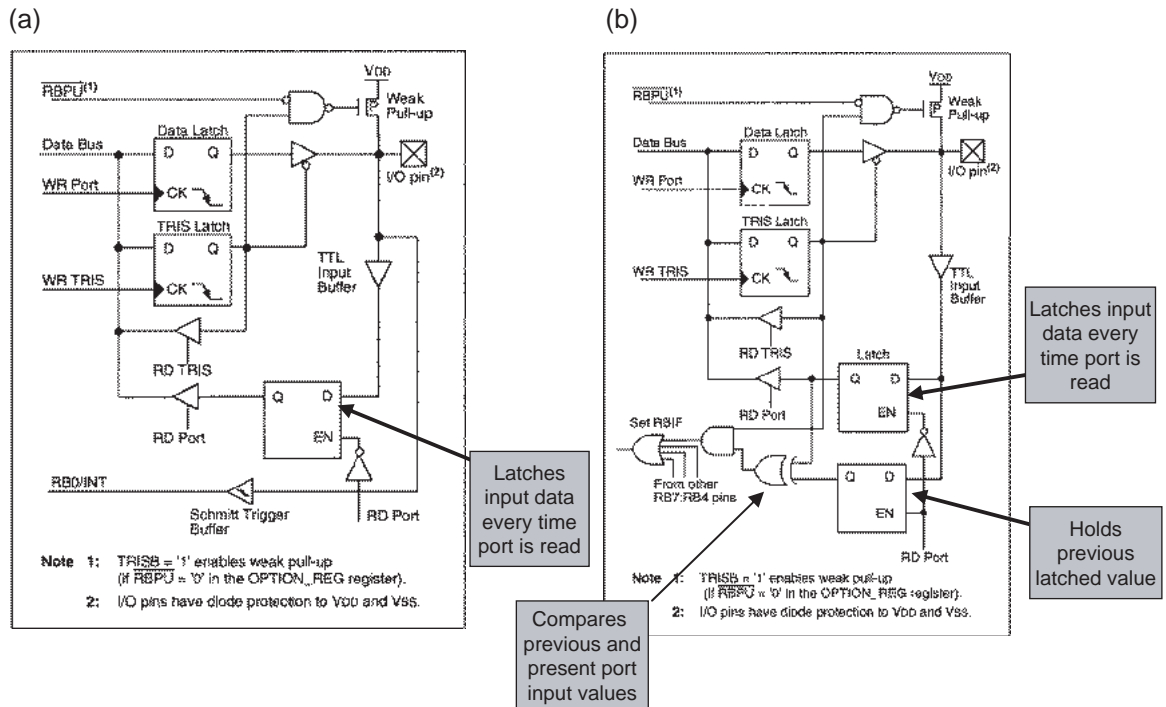 (a)
RBPU(1)
VDD
Weak
Pull-up
Data Latch
Data Bus
D Q
I/O pin(2)
WR Port
CK
TRIS Latch
D Q
TTL
Input
Buffer
WR TRIS
CK
RD TRIS
Q D
RD Port
EN
RB0/INT
Schmitt Trigger
Buffer
RD Port
Latches
input data
every time
port is read
Note 1: TRISB = '1' enables weak pull-up
(if RBPU = '0' in the OPTION_REG register).
2: I/O pins have diode protection to VDD and VSS.
(b)
RBPU(1)
VDD
Weak
Pull-up
Data Latch
Data Bus
D Q
I/O pin(2)
WR Port
CK
TRIS Latch
D Q
TTL
Input
Buffer
WR TRIS
CK
RD TRIS
Latch
Q D
RD Port
EN
Set RBIF
From other
RB7:RB4 pins
Q D
EN
RD Port
Latches input
data every
time port is
read
Holds
previous
latched value
Note 1: TRISB = '1' enables weak pull-up
(if RBPU = '0' in the OPTION_REG register).
2: I/O pins have diode protection to VDD and VSS.
Compares
previous and
present port
input values